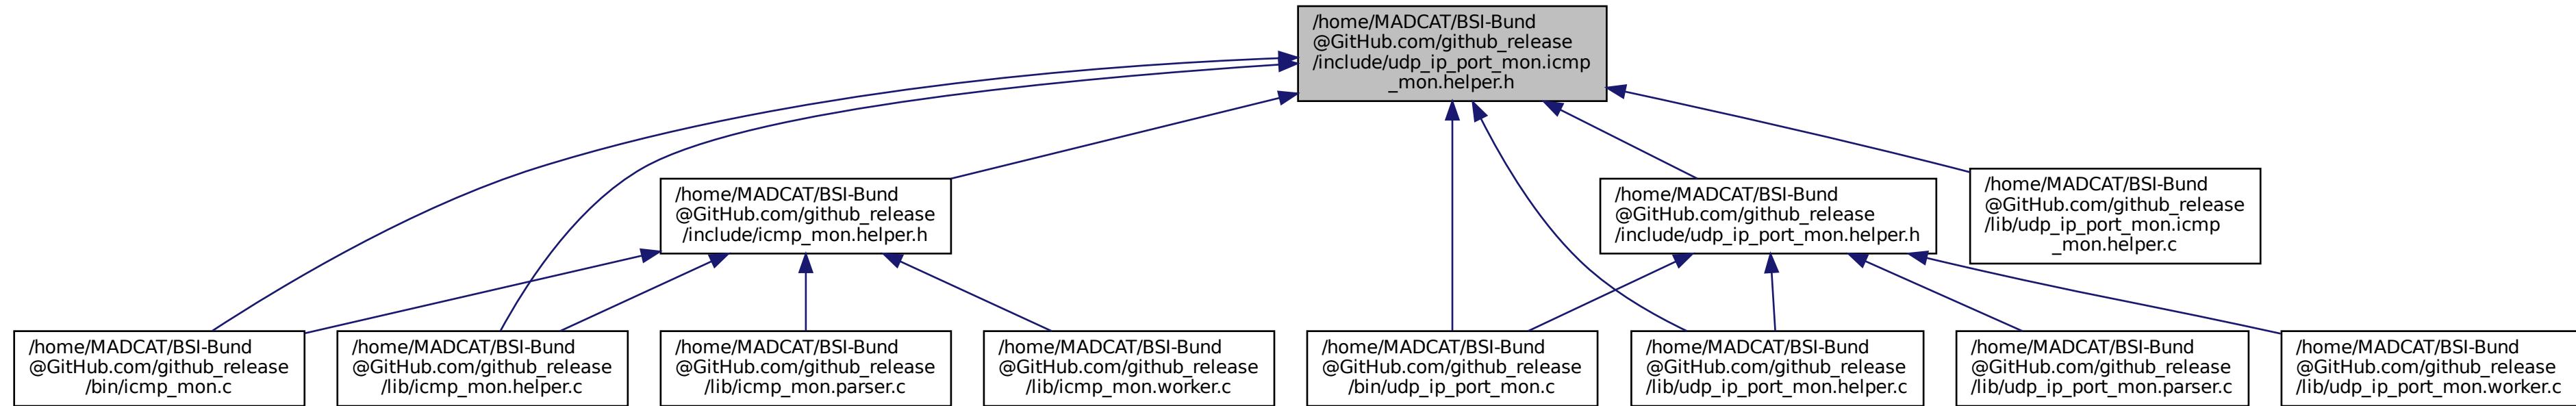 /home/MADCAT/BSI-Bund
@GitHub.com/github_release
/include/udp_ip_port_mon.icmp
_mon.helper.h
/home/MADCAT/BSI-Bund
@GitHub.com/github_release
/include/icmp_mon.helper.h
/home/MADCAT/BSI-Bund
@GitHub.com/github_release
/include/udp_ip_port_mon.helper.h
/home/MADCAT/BSI-Bund
@GitHub.com/github_release
/lib/udp_ip_port_mon.icmp
_mon.helper.c
/home/MADCAT/BSI-Bund
@GitHub.com/github_release
/bin/icmp_mon.c
/home/MADCAT/BSI-Bund
@GitHub.com/github_release
/lib/icmp_mon.helper.c
/home/MADCAT/BSI-Bund
@GitHub.com/github_release
/lib/icmp_mon.parser.c
/home/MADCAT/BSI-Bund
@GitHub.com/github_release
/lib/icmp_mon.worker.c
/home/MADCAT/BSI-Bund
@GitHub.com/github_release
/bin/udp_ip_port_mon.c
/home/MADCAT/BSI-Bund
@GitHub.com/github_release
/lib/udp_ip_port_mon.helper.c
/home/MADCAT/BSI-Bund
@GitHub.com/github_release
/lib/udp_ip_port_mon.parser.c
/home/MADCAT/BSI-Bund
@GitHub.com/github_release
/lib/udp_ip_port_mon.worker.c